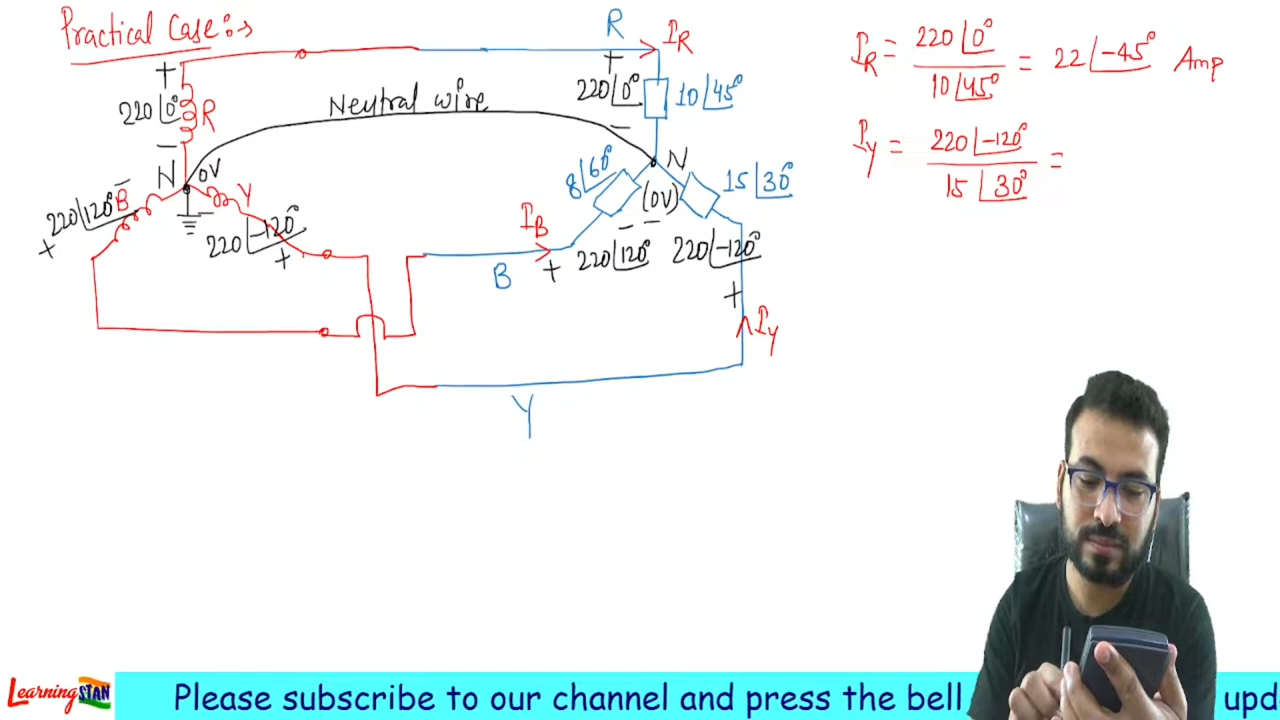 Practical Case:→
R
I_R
+
+
220∠0°
R
−
Neutral wire
220∠0°
10∠45°
−
N
0V
N
8∠60°
(0V)
15∠30°
220∠120°
B
−
+
Y
220∠−120°
+
I_B
B
+
−
220∠120°
−
220∠−120°
+
I_Y
Y
I_R = 220∠0° / 10∠45° = 22∠−45° Amp
I_Y = 220∠−120° / 15∠30° =
Learning STAN
Please subscribe to our channel and press the bell upd